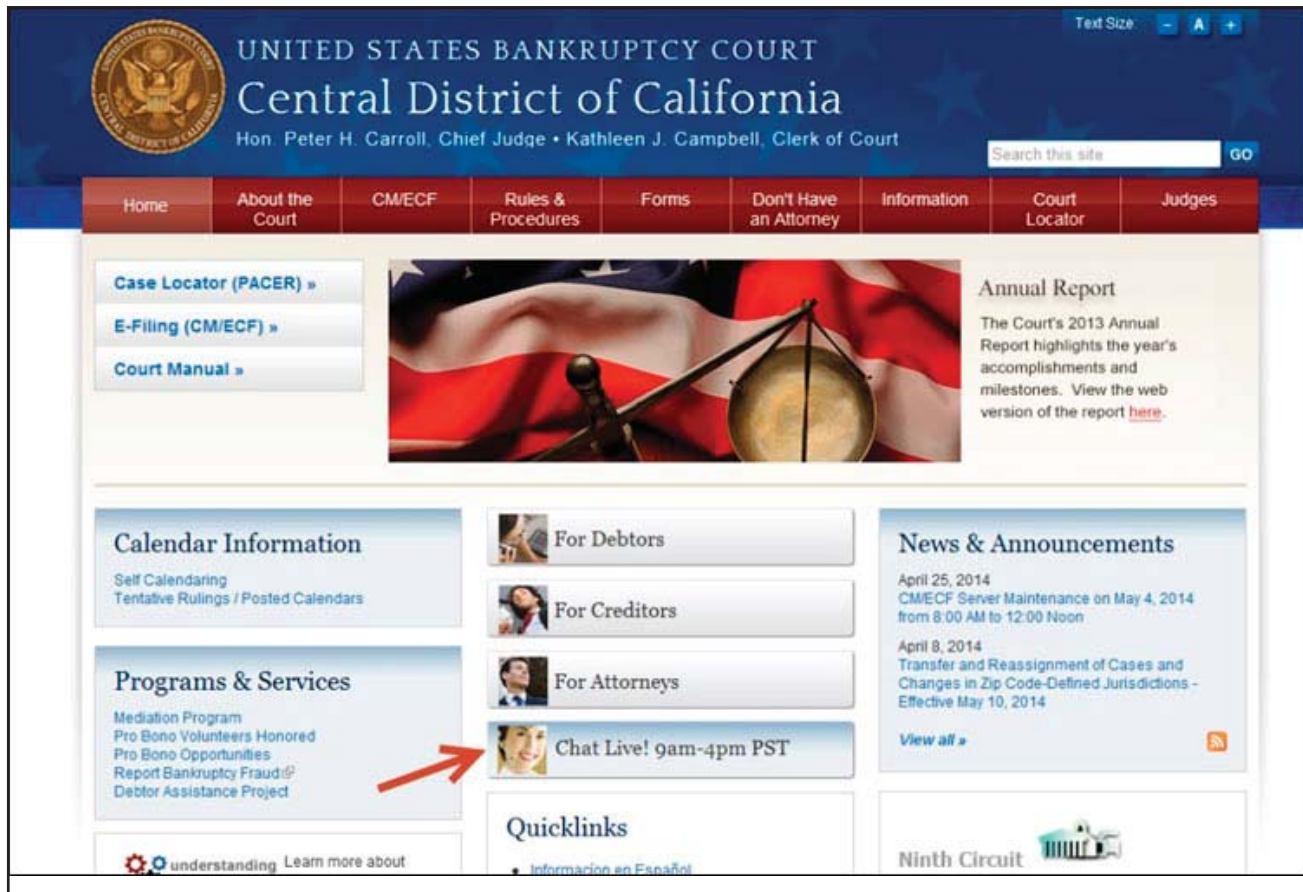 Text Size: - A +
UNITED STATES BANKRUPTCY COURT
Central District of California
Hon. Peter H. Carroll, Chief Judge • Kathleen J. Campbell, Clerk of Court
Search this site GO
Home
About the
Court
CM/ECF
Rules &
Procedures
Forms
Don't Have
an Attorney
Information
Court
Locator
Judges
Case Locator (PACER) »
E-Filing (CM/ECF) »
Court Manual »
Annual Report
The Court's 2013 Annual
Report highlights the year's
accomplishments and
milestones. View the web
version of the report here.
Calendar Information
Self Calendaring
Tentative Rulings / Posted Calendars
Programs & Services
Mediation Program
Pro Bono Volunteers Honored
Pro Bono Opportunities
Report Bankruptcy Fraud
Debtor Assistance Project
understanding Learn more about
For Debtors
For Creditors
For Attorneys
Chat Live! 9am-4pm PST
Quicklinks
• Informacion en Español
News & Announcements
April 25, 2014
CM/ECF Server Maintenance on May 4, 2014
from 8:00 AM to 12:00 Noon
April 8, 2014
Transfer and Reassignment of Cases and
Changes in Zip Code-Defined Jurisdictions -
Effective May 10, 2014
View all »
Ninth Circuit